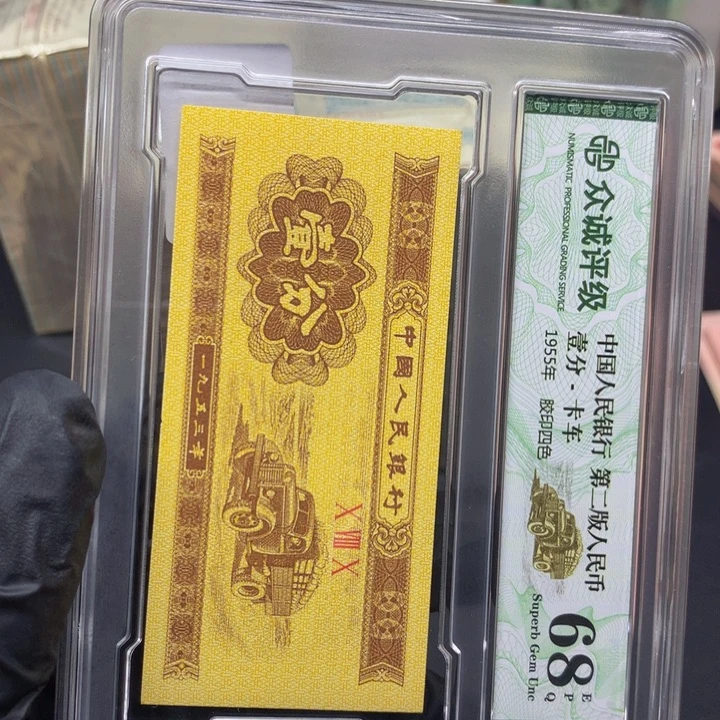 中國人民銀行
壹分
一九五三年
X VIII X
众诚评级
NUMISMATIC PROFESSIONAL GRADING SERVICE
中国人民银行 第二版人民币
壹分 - 卡车
1955年 胶印四色
68 EPQ
Superb Gem Unc